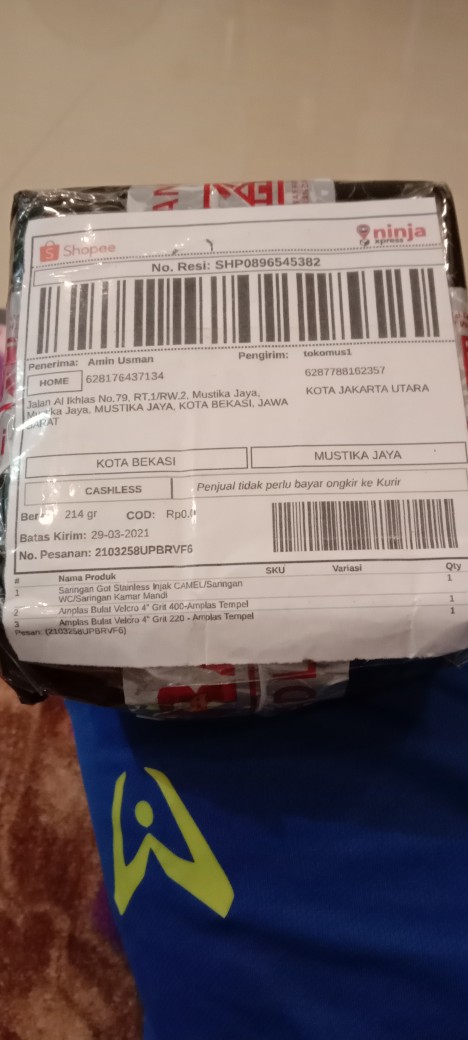 Shopee
ninja
xpress
No. Resi: SHP0896545382
Penerima: Amin Usman
Pengirim: tokomus1
HOME
628176437134
6287788162357
Jalan Al Ikhlas No.79, RT.1/RW.2, Mustika Jaya,
KOTA JAKARTA UTARA
Jaya, MUSTIKA JAYA, KOTA BEKASI, JAWA
BARAT
KOTA BEKASI
MUSTIKA JAYA
CASHLESS
Penjual tidak perlu bayar ongkir ke Kurir
214 gr COD:
Batas Kirim: 29-03-2021
No. Pesanan: 2103258UPBRVF6
# Nama Produk SKU Variasi Qty
1 Saringan Got Stainless Injak CAMEL/Saringan 1
WC/Saringan Kamar Mandi
2 Amplas Bulat Velcro 4" Grit 400-Amplas Tempel 1
3 Amplas Bulat Velcro 4" Grit 220 - Amplas Tempel 1
Pesan: (2103258UPBRVF6)